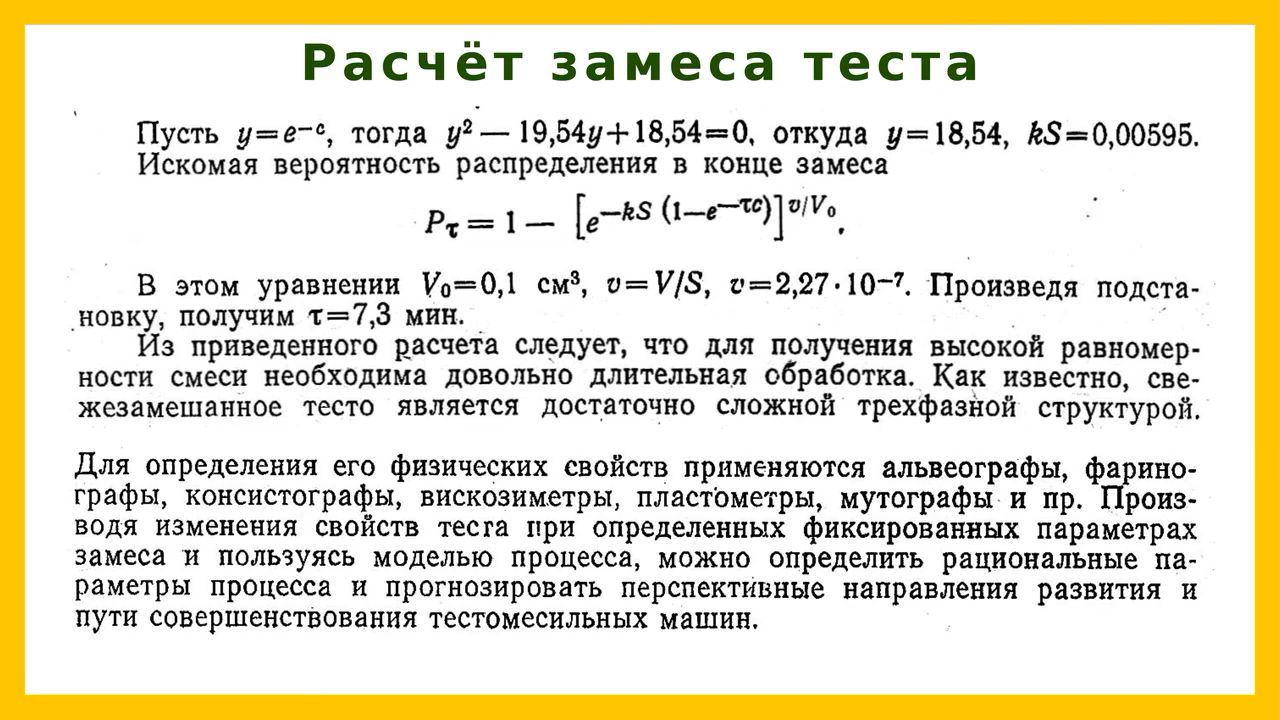 Расчёт замеса теста
Пусть y=e⁻ᶜ, тогда y² — 19,54y+18,54=0, откуда y=18,54, kS=0,00595.
Искомая вероятность распределения в конце замеса
Pτ = 1 — [e^{—kS (1—e^{—τc})}]^{v/V₀}.
В этом уравнении V₀=0,1 см³, v=V/S, v=2,27·10⁻⁷. Произведя подста-
новку, получим τ=7,3 мин.
Из приведенного расчета следует, что для получения высокой равномер-
ности смеси необходима довольно длительная обработка. Как известно, све-
жезамешанное тесто является достаточно сложной трехфазной структурой.
Для определения его физических свойств применяются альвеографы, фарино-
графы, консистографы, вискозиметры, пластометры, мутографы и пр. Произ-
водя изменения свойств теста при определенных фиксированных параметрах
замеса и пользуясь моделью процесса, можно определить рациональные па-
раметры процесса и прогнозировать перспективные направления развития и
пути совершенствования тестомесильных машин.